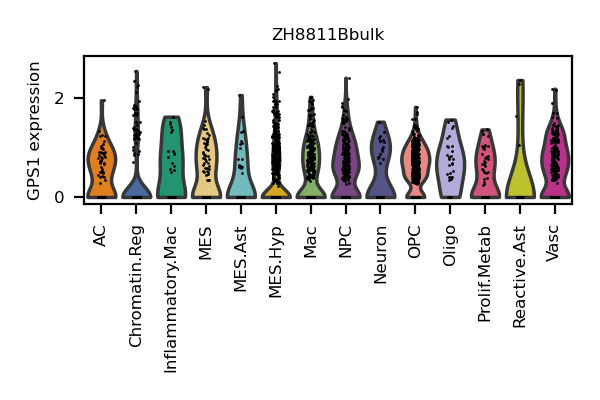 ZH8811Bbulk
GPS1 expression
2
0
AC
Chromatin.Reg
Inflammatory.Mac
MES
MES.Ast
MES.Hyp
Mac
NPC
Neuron
OPC
Oligo
Prolif.Metab
Reactive.Ast
Vasc